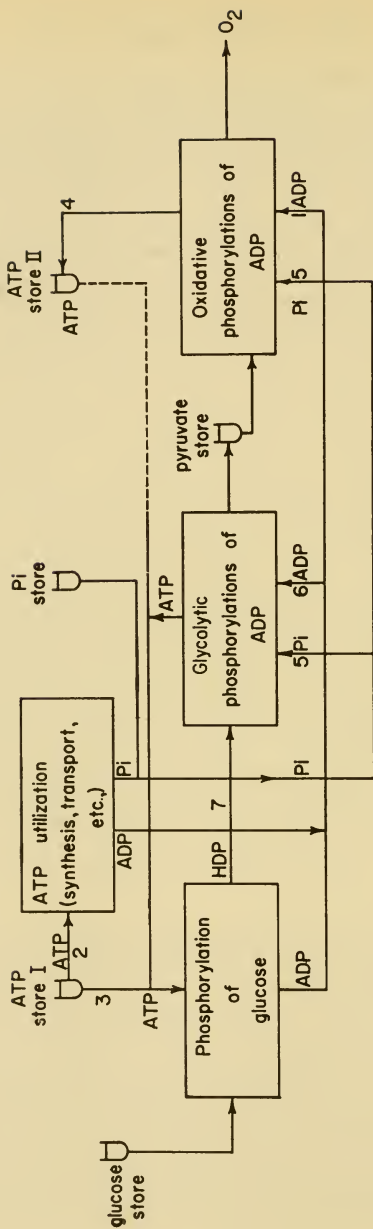 glucose
store
Phosphorylation
of
glucose
ATP
store I
ATP
2
3
ATP
ADP
ATP utilization
(synthesis, transport,
etc.,)
ADP
Pi
Pi
store
HDP
7
Pi
Glycolytic
phosphorylations of
ADP
ATP
5 Pi
6 ADP
pyruvate
store
Oxidative
phosphorylations of
ADP
ATP
store II
ATP
4
Pi 5
1 ADP
O2